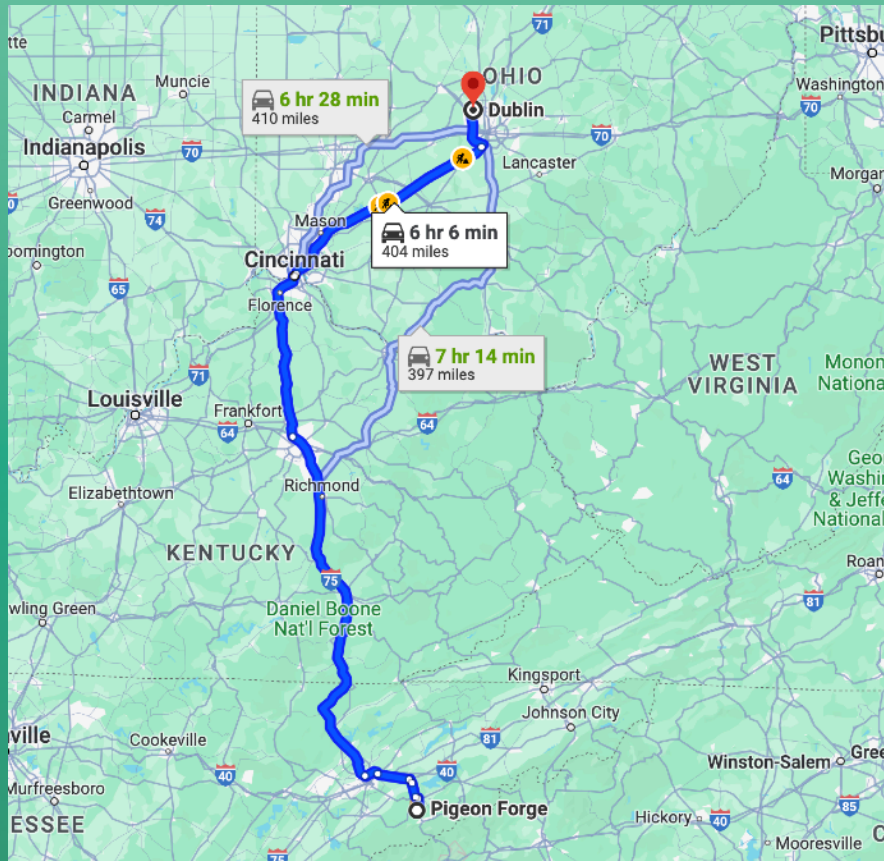 71
Pittsbu
tte
OHIO
INDIANA
Muncie
6 hr 28 min
410 miles
Dublin
Washington
70
Carmel
Indianapolis
70
70
Lancaster
Morgan
Greenwood
74
Mason
6 hr 6 min
404 miles
oomington
Cincinnati
65
Florence
7 hr 14 min
397 miles
WEST
VIRGINIA
Monon
Nationa
71
Louisville
Frankfort
64
64
Geor
Washin
& Jeffe
National
64
Richmond
Elizabethtown
KENTUCKY
Roan
75
wling Green
Daniel Boone
Nat'l Forest
81
Kingsport
Johnson City
ville
Cookeville
81
40
40
Winston-Salem
Gree
Murfreesboro
Pigeon Forge
85
ESSEE
Hickory
40
C
Mooresville
75